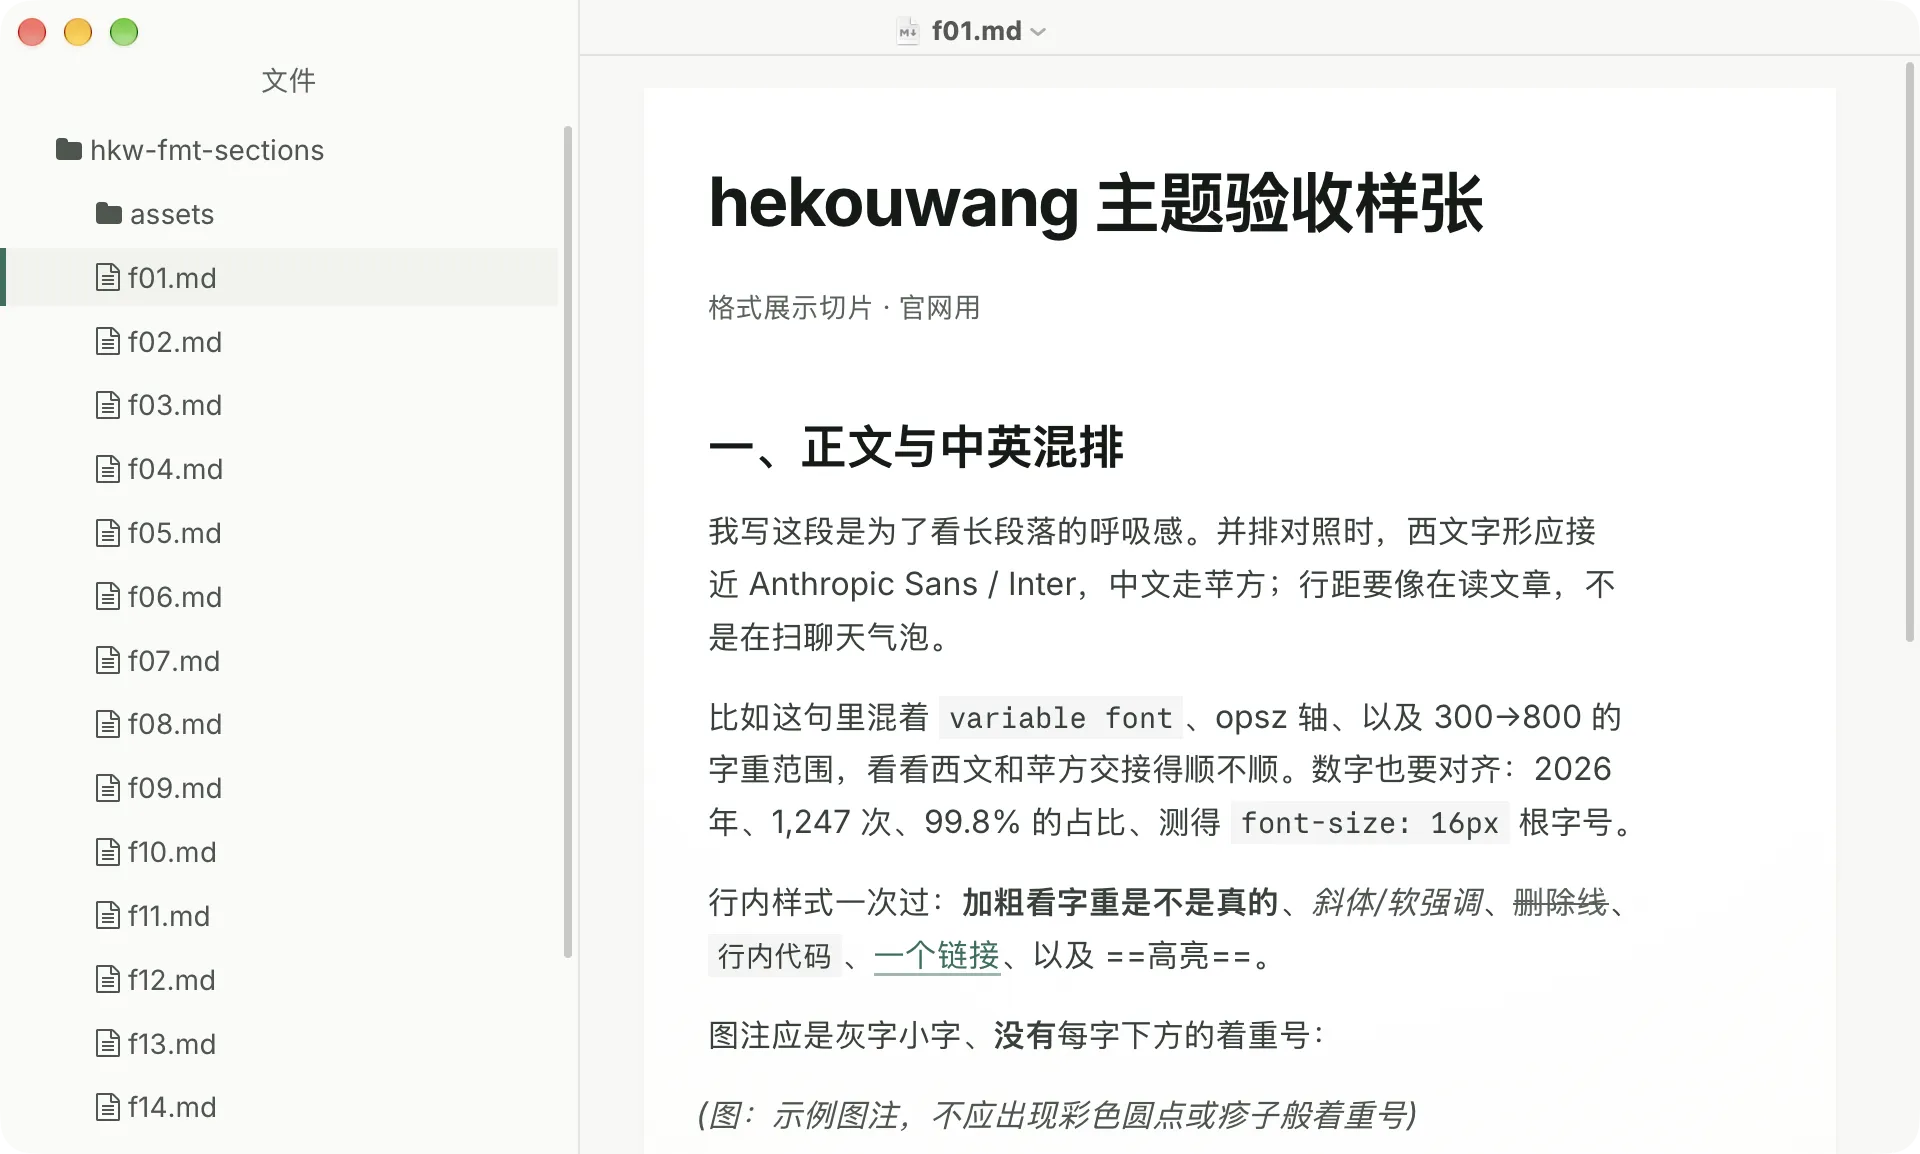 文件
hkw-fmt-sections
assets
f01.md
f02.md
f03.md
f04.md
f05.md
f06.md
f07.md
f08.md
f09.md
f10.md
f11.md
f12.md
f13.md
f14.md
f01.md
hekouwang 主题验收样张
格式展示切片 · 官网用
一、正文与中英混排
我写这段是为了看长段落的呼吸感。并排对照时，西文字形应接
近 Anthropic Sans / Inter，中文走苹方；行距要像在读文章，不
是在扫聊天气泡。
比如这句里混着 variable font、opsz 轴、以及 300→800 的
字重范围，看看西文和苹方交接得顺不顺。数字也要对齐：2026
年、1,247 次、99.8% 的占比、测得 font-size: 16px 根字号。
行内样式一次过：加粗看字重是不是真的、斜体/软强调、删除线、
行内代码、一个链接、以及 ==高亮==。
图注应是灰字小字、没有每字下方的着重号：
(图：示例图注，不应出现彩色圆点或疹子般着重号)